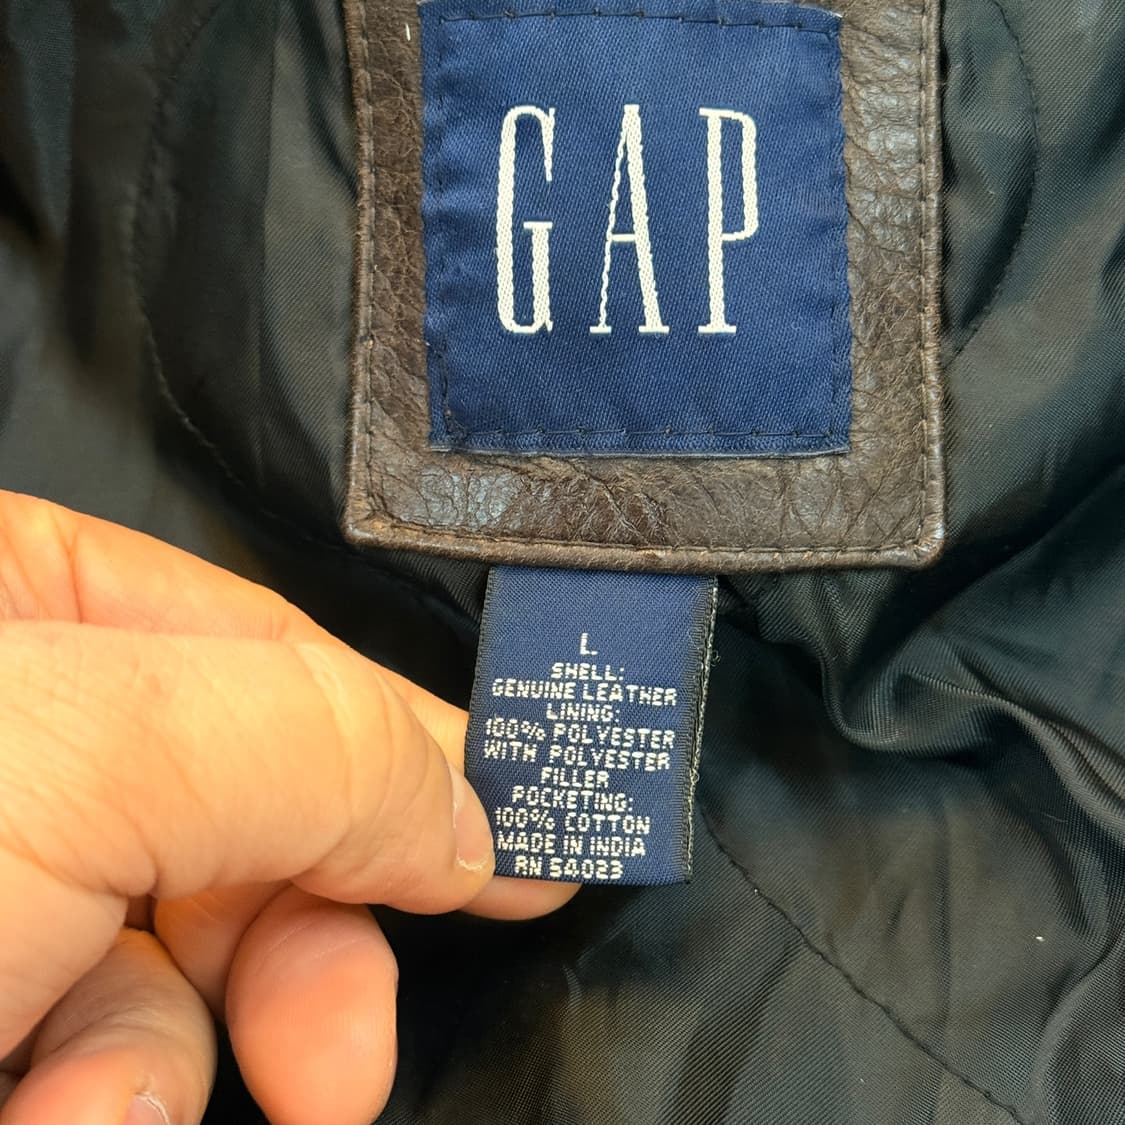 GAP
L
SHELL:
GENUINE LEATHER
LINING:
100% POLYESTER
WITH POLYESTER
FILLER
POCKETING:
100% COTTON
MADE IN INDIA
RN 54023